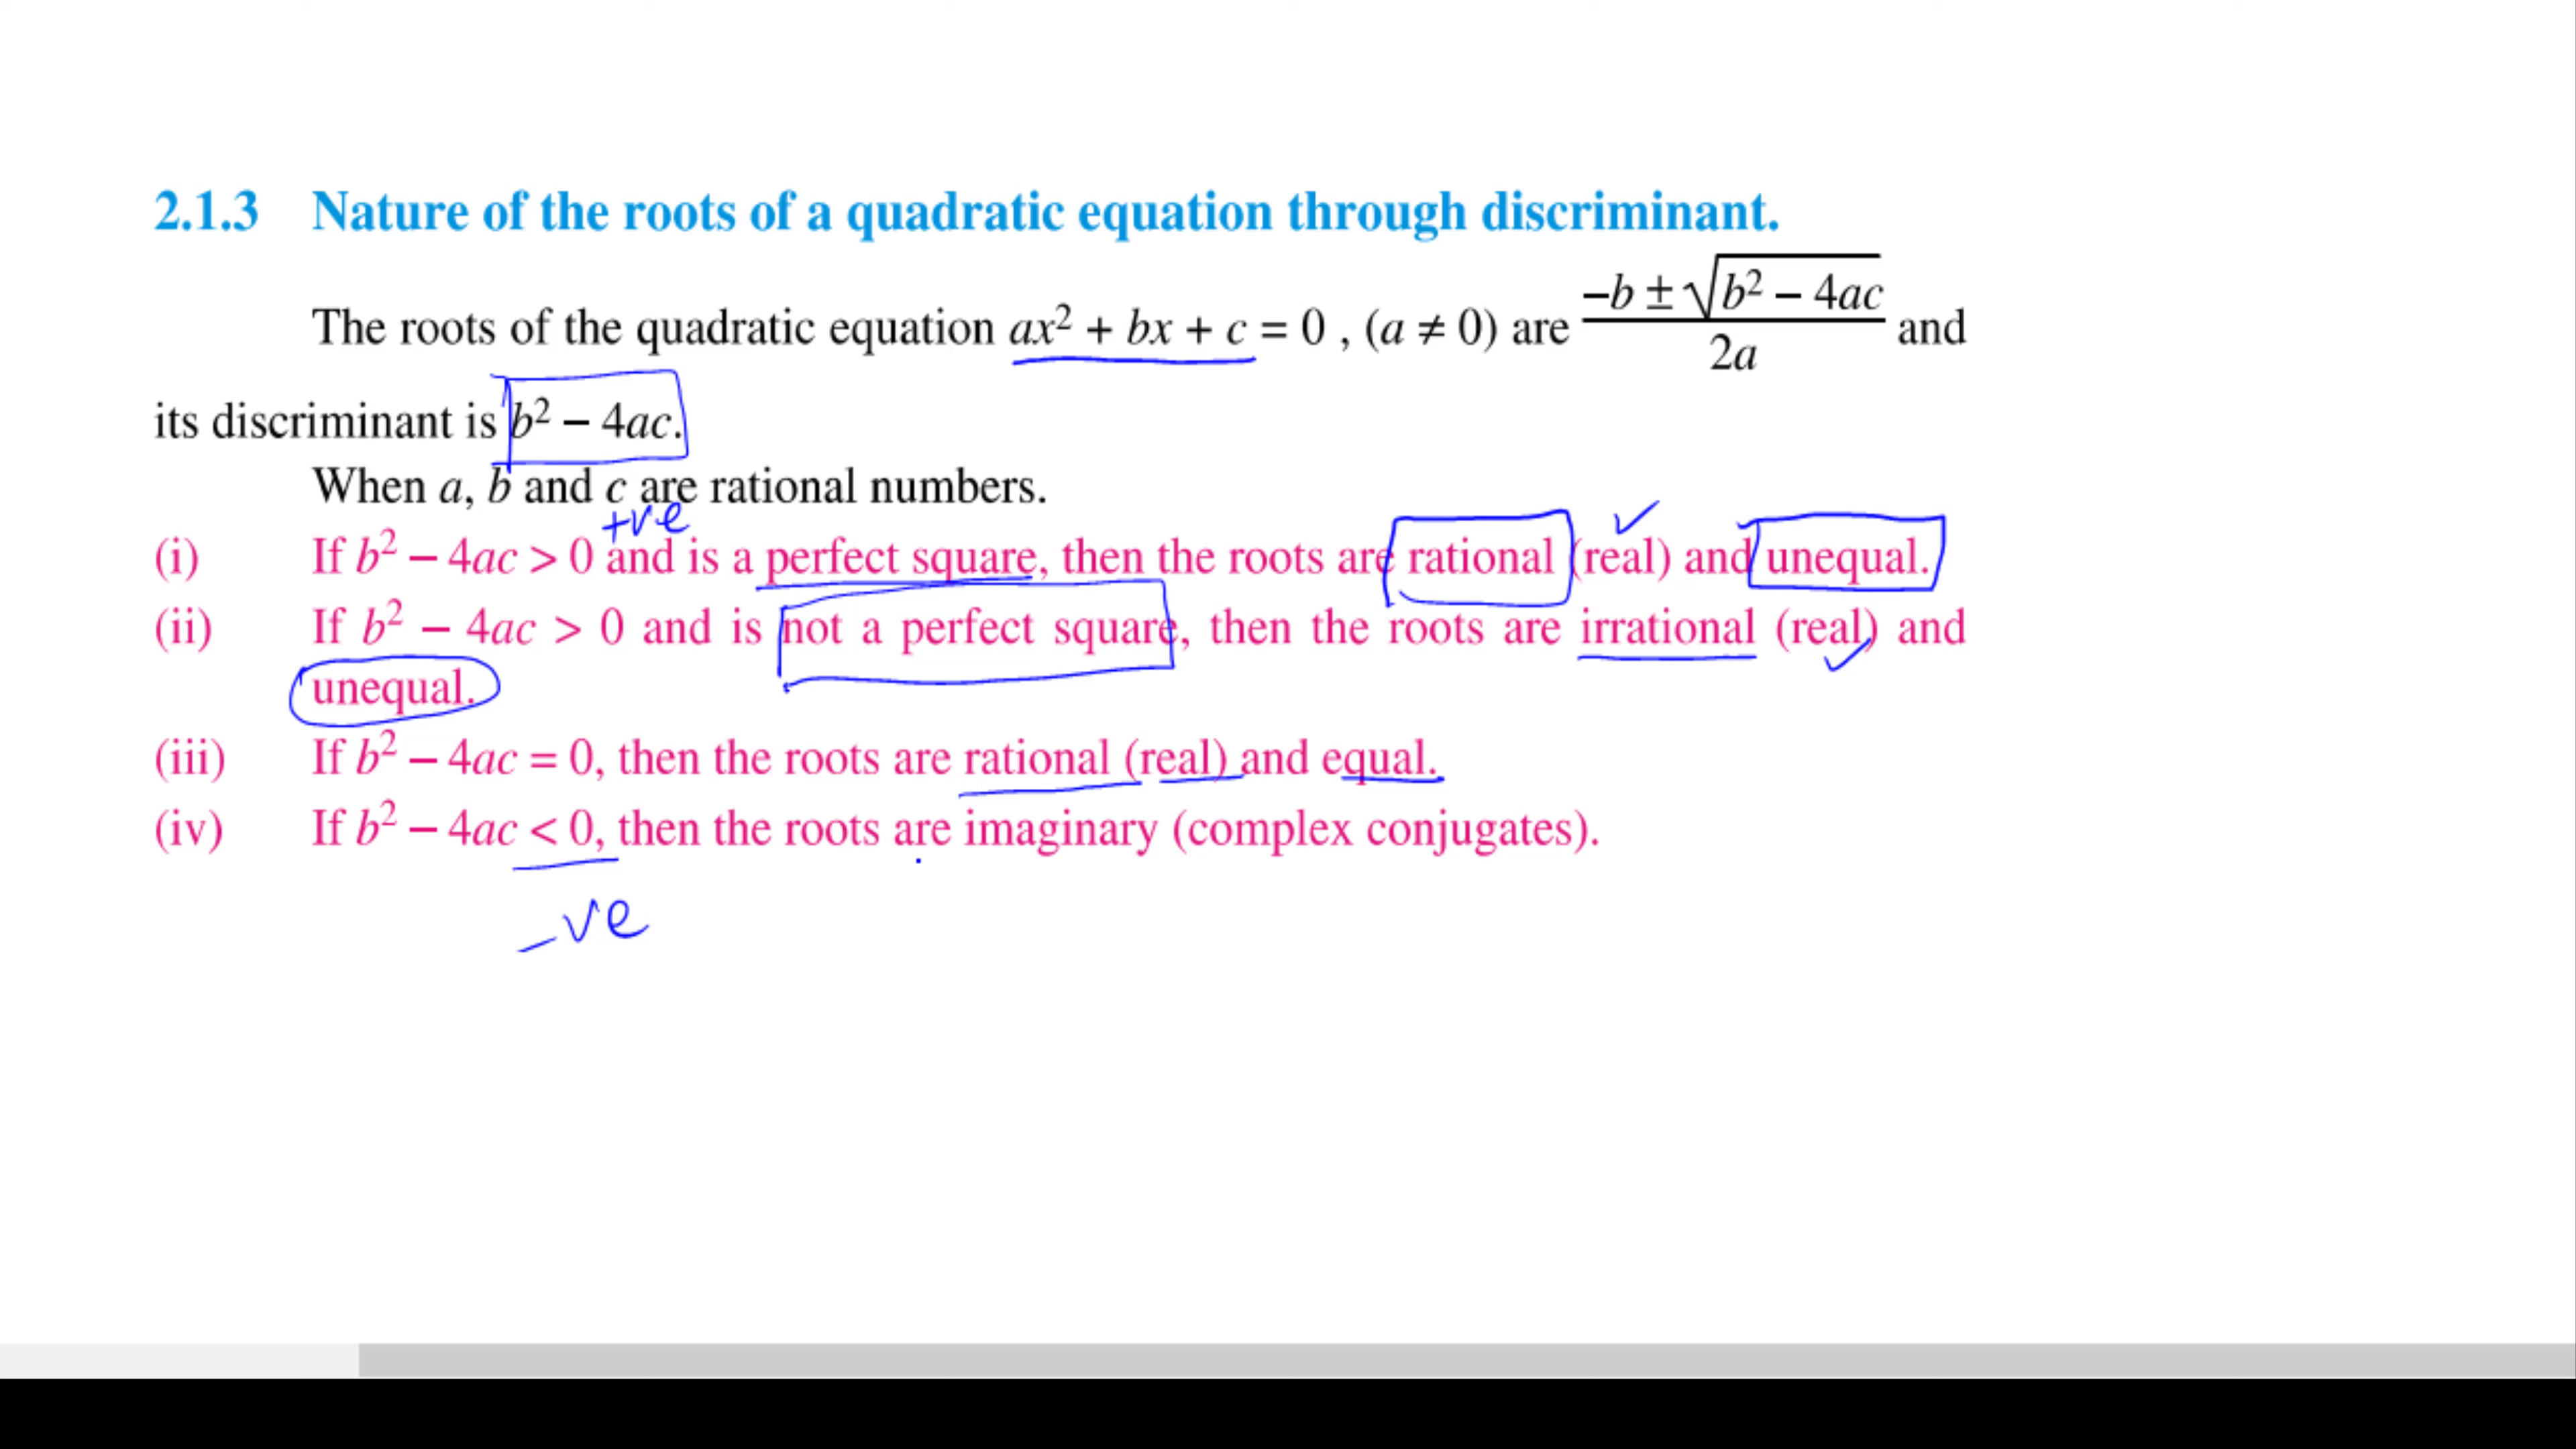 2.1.3 Nature of the roots of a quadratic equation through discriminant.
The roots of the quadratic equation ax² + bx + c = 0 , (a ≠ 0) are (–b ± √(b² – 4ac))/2a and
its discriminant is b² – 4ac.
When a, b and c are rational numbers.
+ve
(i) If b² – 4ac > 0 and is a perfect square, then the roots are rational (real) and unequal.
(ii) If b² – 4ac > 0 and is not a perfect square, then the roots are irrational (real) and
unequal.
(iii) If b² – 4ac = 0, then the roots are rational (real) and equal.
(iv) If b² – 4ac < 0, then the roots are imaginary (complex conjugates).
–ve